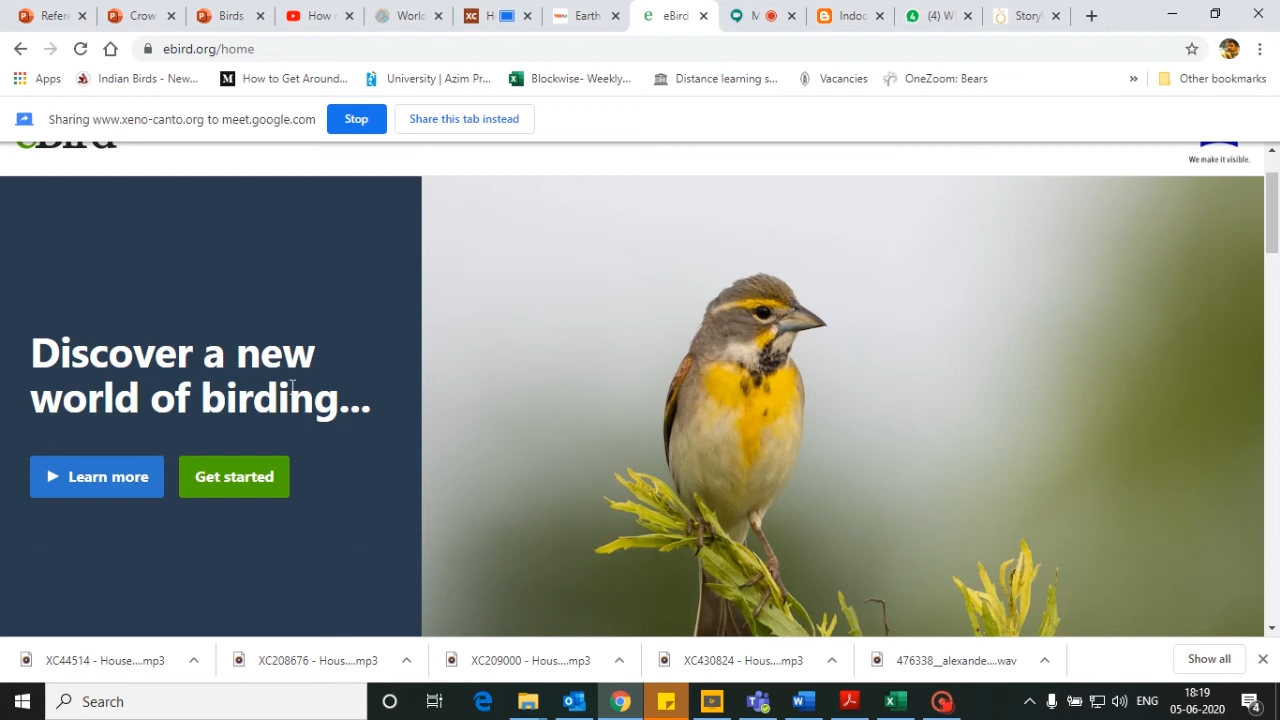 Refere
Crow
Birds
How r
World
H
Earth
eBird
M
Indoc
(4) W
Story
ebird.org/home
Apps
Indian Birds - New...
How to Get Around...
University | Azim Pr...
Blockwise- Weekly...
Distance learning s...
Vacancies
OneZoom: Bears
»
Other bookmarks
Sharing www.xeno-canto.org to meet.google.com
Stop
Share this tab instead
eBird
We make it visible.
Discover a new
world of birding...
Learn more
Get started
XC44514 - House....mp3
XC208676 - Hous....mp3
XC209000 - Hous....mp3
XC430824 - Hous....mp3
476338__alexande....wav
Show all
Search
ENG
18:19
05-06-2020
4